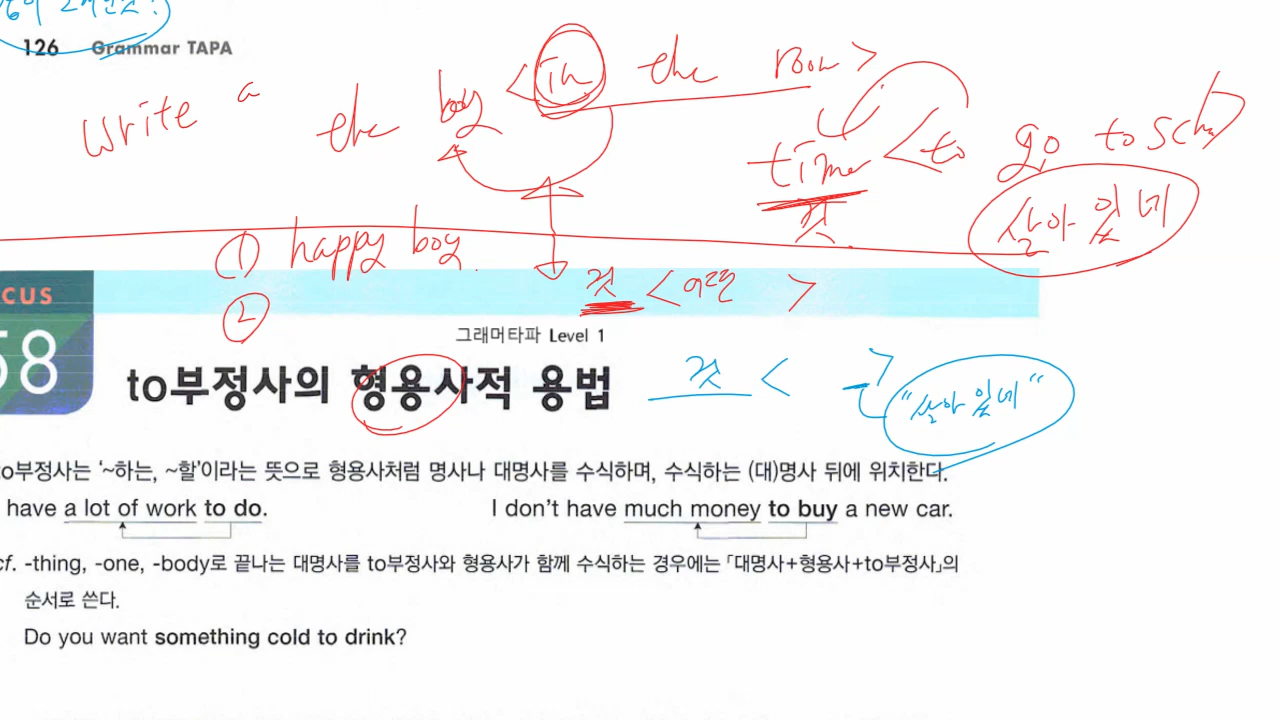 126 Grammar TAPA
write a the boy <in the room>
time <to go to sch
것 살아 있네
① happy boy
것 <어떤 >
②
CUS
58
그래머타파 Level 1
to부정사의 형용사적 용법
것 < ㄴ> "살아 있네"
to부정사는 '~하는, ~할'이라는 뜻으로 형용사처럼 명사나 대명사를 수식하며, 수식하는 (대)명사 뒤에 위치한다.
have a lot of work to do. I don't have much money to buy a new car.
cf. -thing, -one, -body로 끝나는 대명사를 to부정사와 형용사가 함께 수식하는 경우에는 「대명사+형용사+to부정사」의
순서로 쓴다.
Do you want something cold to drink?